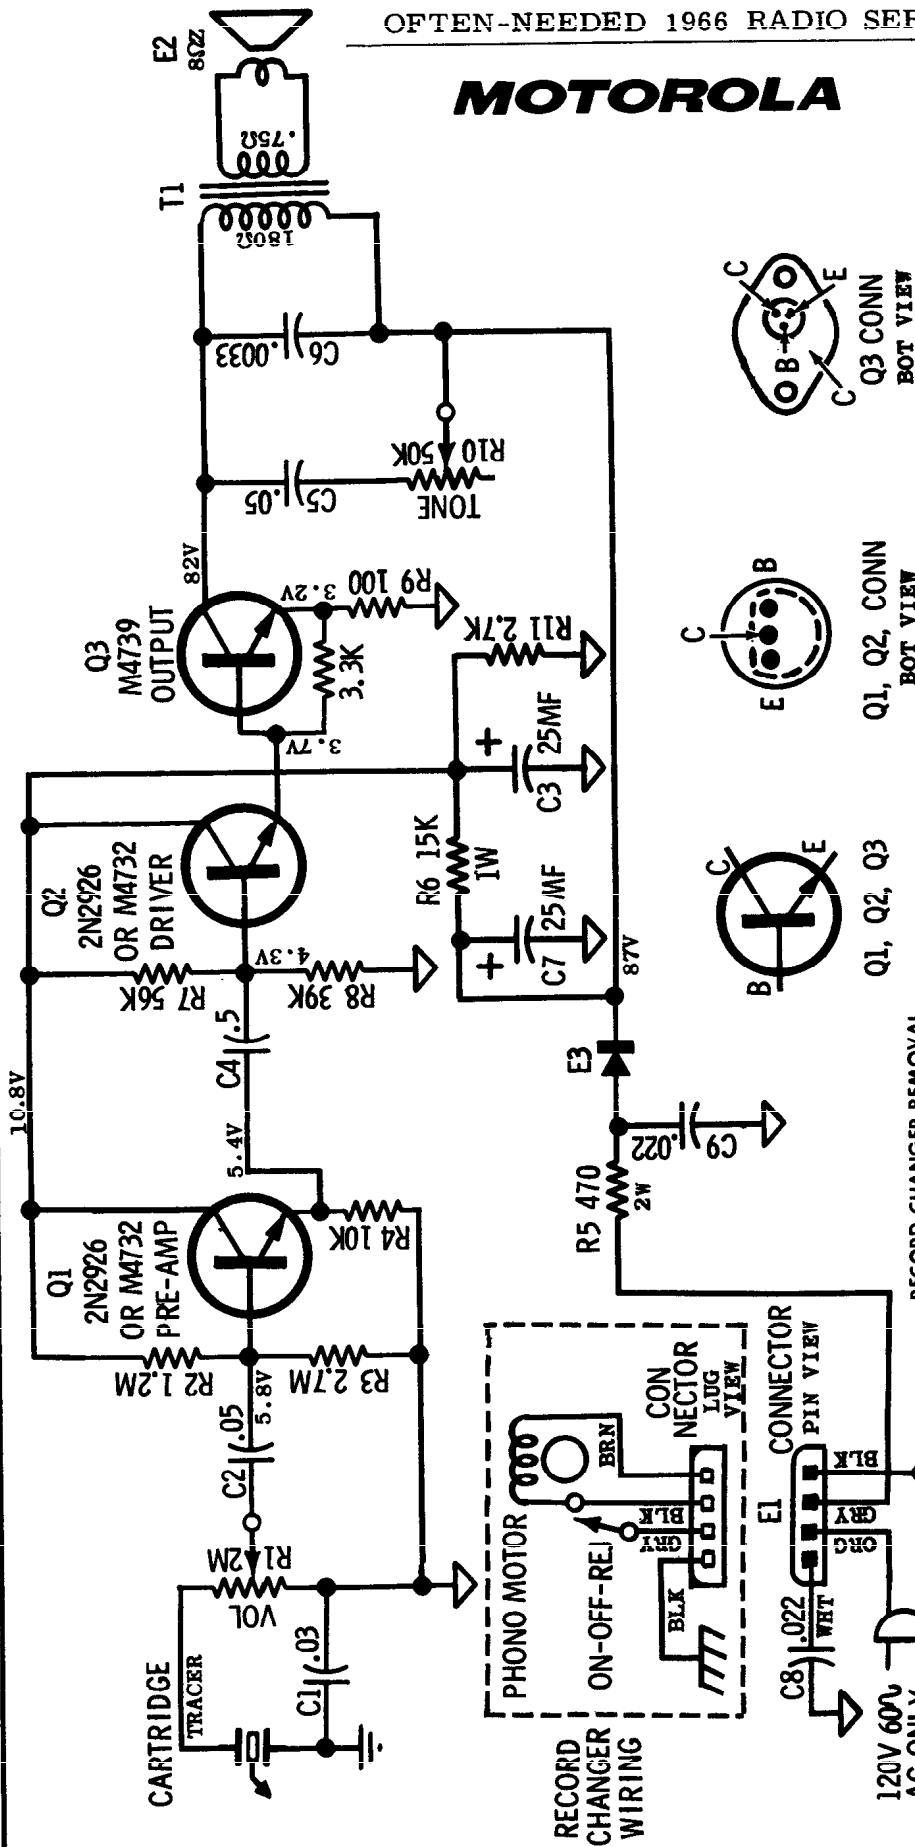 OFTEN-NEEDED 1966 RADIO SER
MOTOROLA
E2
8ΩZ
.75Ω
T1
180Ω
C6
.0033
R10
50K
TONE
C5
.05
82V
Q3
M4739
OUTPUT
3.2V
R9 100
3.3K
3.7V
R11 2.7K
+
25MF
C3
R6 15K
1W
+
25MF
C7
87V
Q2
2N2926
OR M4732
DRIVER
4.3V
R7 56K
R8 39K
.5
C4
10.8V
5.4V
E3
C9
.022
R5 470
2W
Q1
2N2926
OR M4732
PRE-AMP
R4 10K
R2 1.2M
5.8V
R3 2.7M
.05
C2
R1
2M
VOL
CARTRIDGE
TRACER
.03
C1
C
B
E
C
Q3 CONN
BOT VIEW
C
B
E
Q1, Q2, CONN
BOT VIEW
C
B
E
Q1, Q2, Q3
RECORD CHANGER REMOVAL
PHONO MOTOR
ON-OFF-REJ
BRN
BLK
GRY
BLK
CON
NECTOR
LUG
VIEW
RECORD
CHANGER
WIRING
CONNECTOR
PIN VIEW
E1
BLK
GRY
ORG
WHT
C8
.022
120V 60∿
AC ONLY